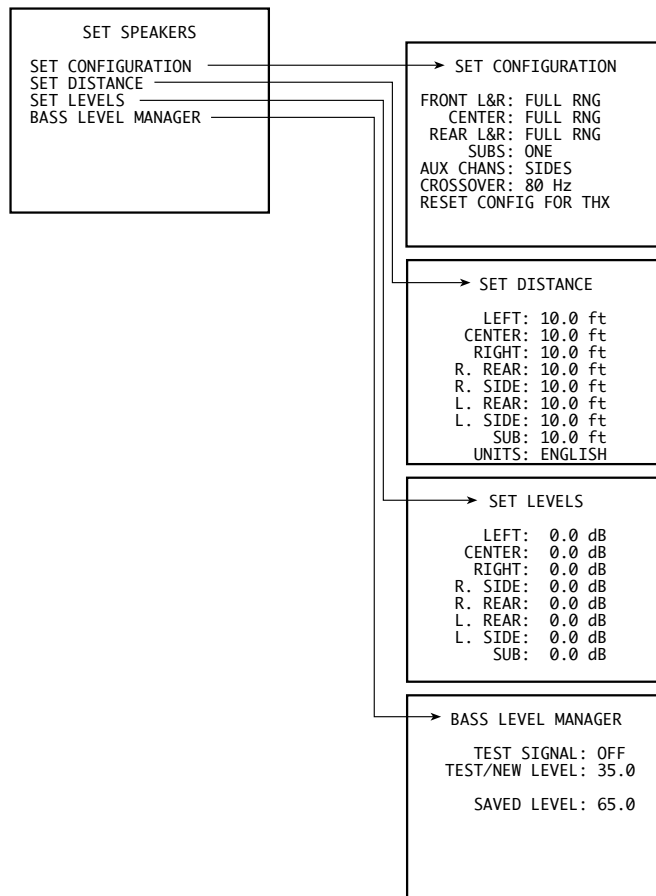 SET SPEAKERS
SET CONFIGURATION
SET DISTANCE
SET LEVELS
BASS LEVEL MANAGER
SET CONFIGURATION
FRONT L&R: FULL RNG
CENTER: FULL RNG
REAR L&R: FULL RNG
SUBS: ONE
AUX CHANS: SIDES
CROSSOVER: 80 Hz
RESET CONFIG FOR THX
SET DISTANCE
LEFT: 10.0 ft
CENTER: 10.0 ft
RIGHT: 10.0 ft
R. REAR: 10.0 ft
R. SIDE: 10.0 ft
L. REAR: 10.0 ft
L. SIDE: 10.0 ft
SUB: 10.0 ft
UNITS: ENGLISH
SET LEVELS
LEFT: 0.0 dB
CENTER: 0.0 dB
RIGHT: 0.0 dB
R. SIDE: 0.0 dB
R. REAR: 0.0 dB
L. REAR: 0.0 dB
L. SIDE: 0.0 dB
SUB: 0.0 dB
BASS LEVEL MANAGER
TEST SIGNAL: OFF
TEST/NEW LEVEL: 35.0
SAVED LEVEL: 65.0